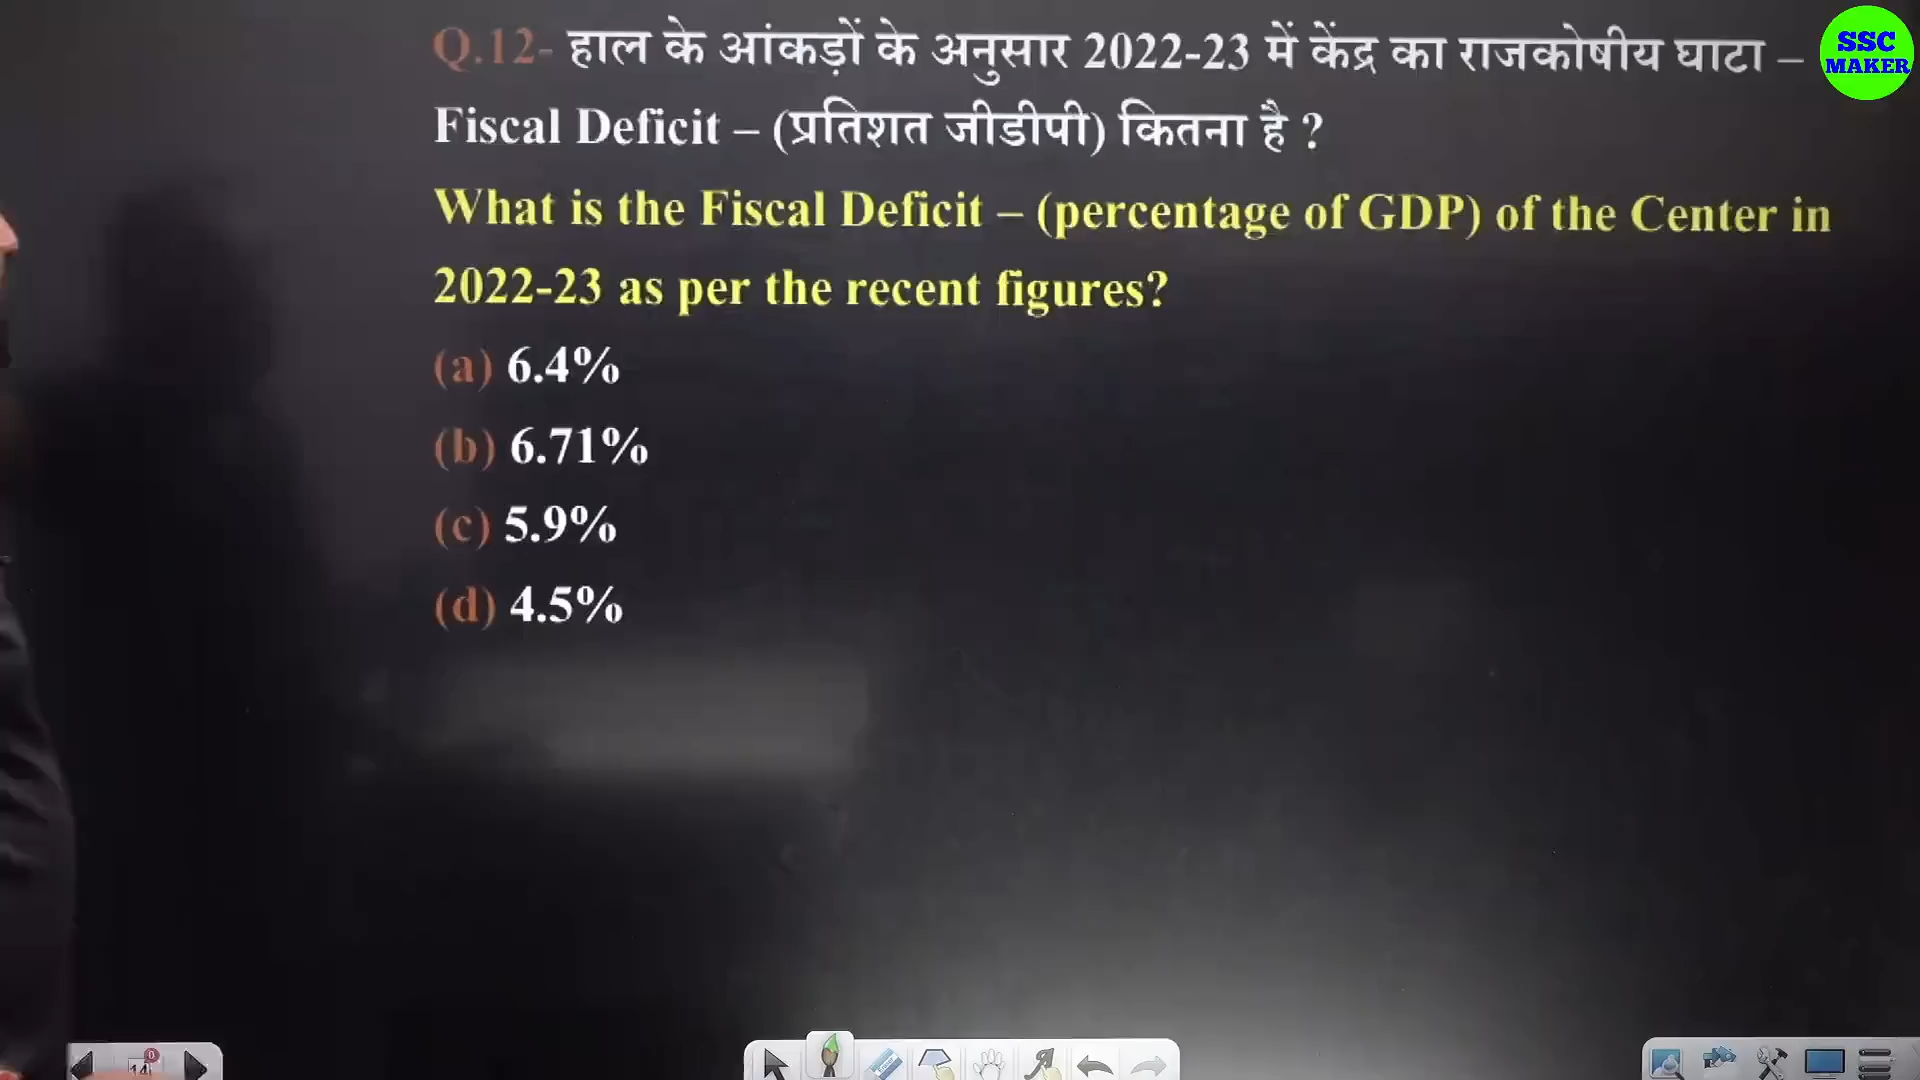 Q.12- हाल के आंकड़ों के अनुसार 2022-23 में केंद्र का राजकोषीय घाटा –
Fiscal Deficit – (प्रतिशत जीडीपी) कितना है ?
What is the Fiscal Deficit – (percentage of GDP) of the Center in
2022-23 as per the recent figures?
(a) 6.4%
(b) 6.71%
(c) 5.9%
(d) 4.5%
SSC
MAKER
14
0